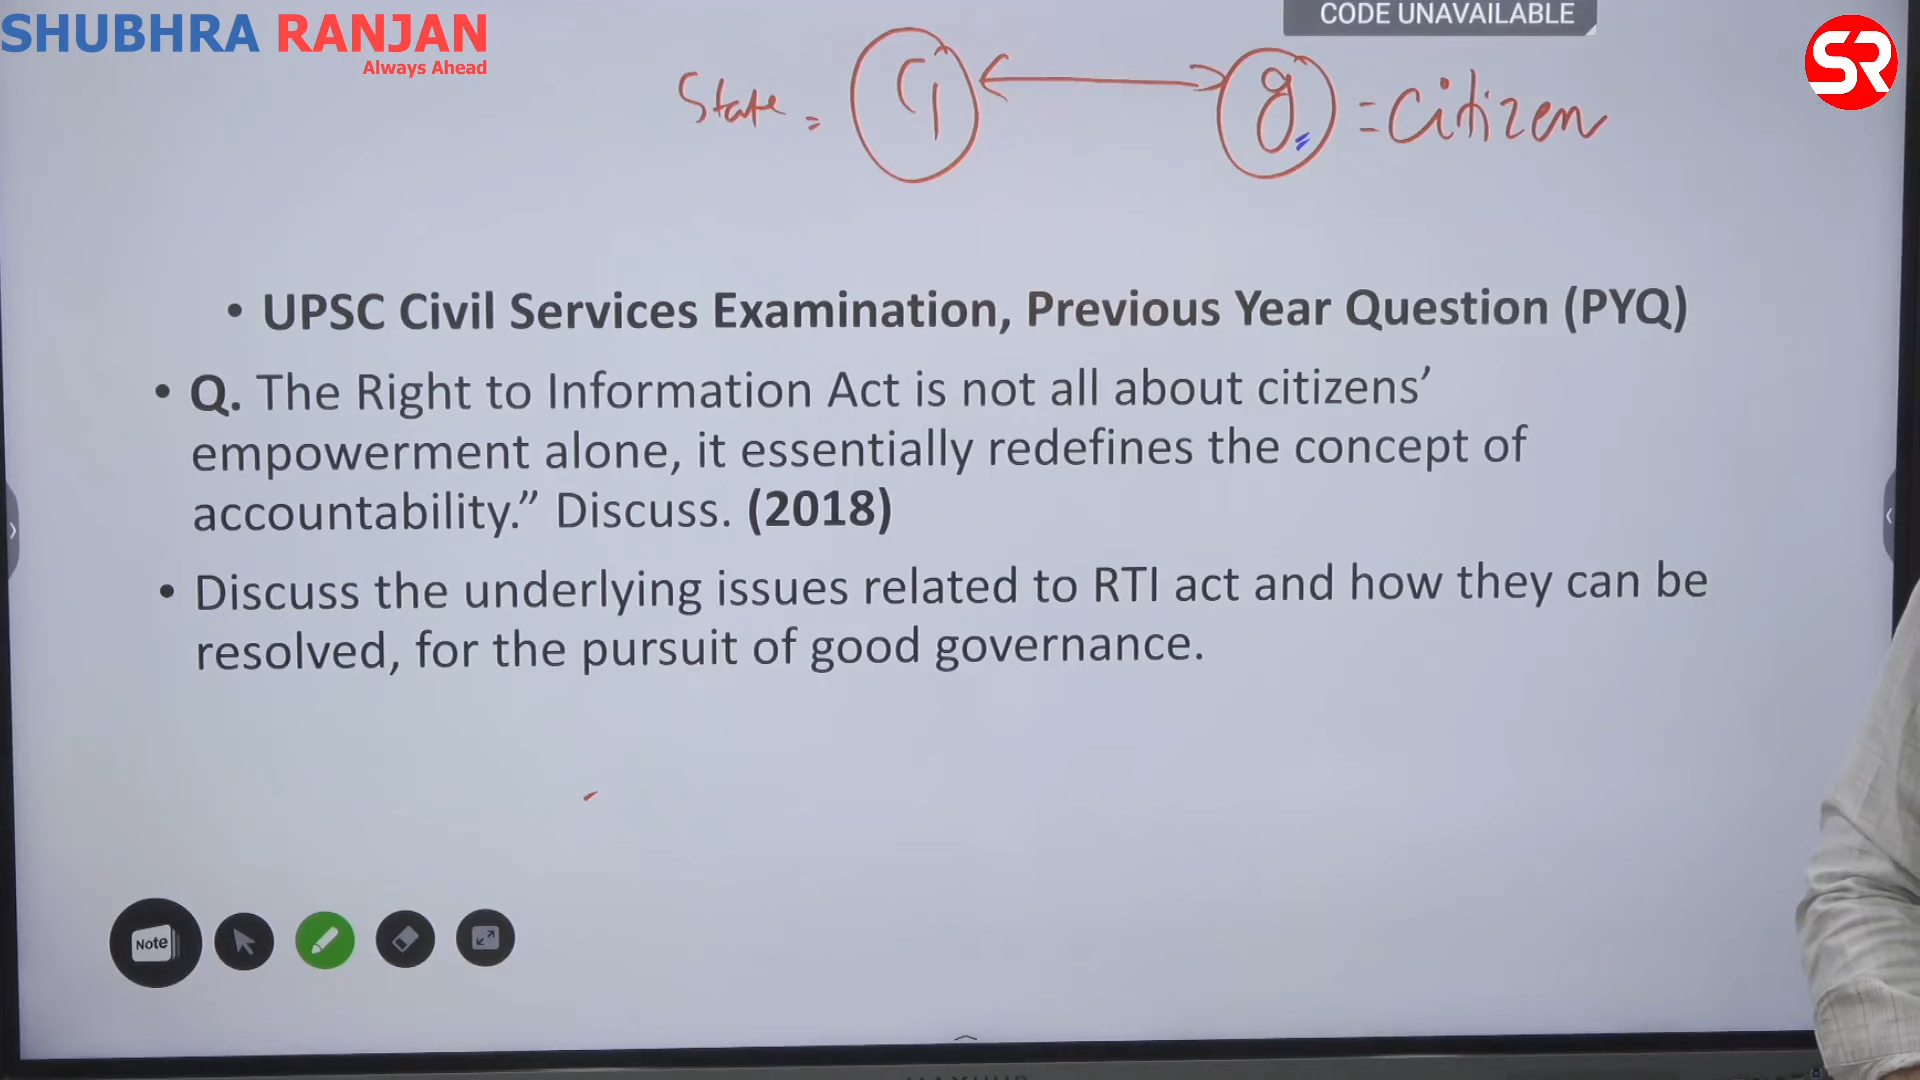 SHUBHRA RANJAN
Always Ahead
CODE UNAVAILABLE
SR
State = G g = Citizen
• UPSC Civil Services Examination, Previous Year Question (PYQ)
• Q. The Right to Information Act is not all about citizens’
empowerment alone, it essentially redefines the concept of
accountability.” Discuss. (2018)
• Discuss the underlying issues related to RTI act and how they can be
resolved, for the pursuit of good governance.
Note